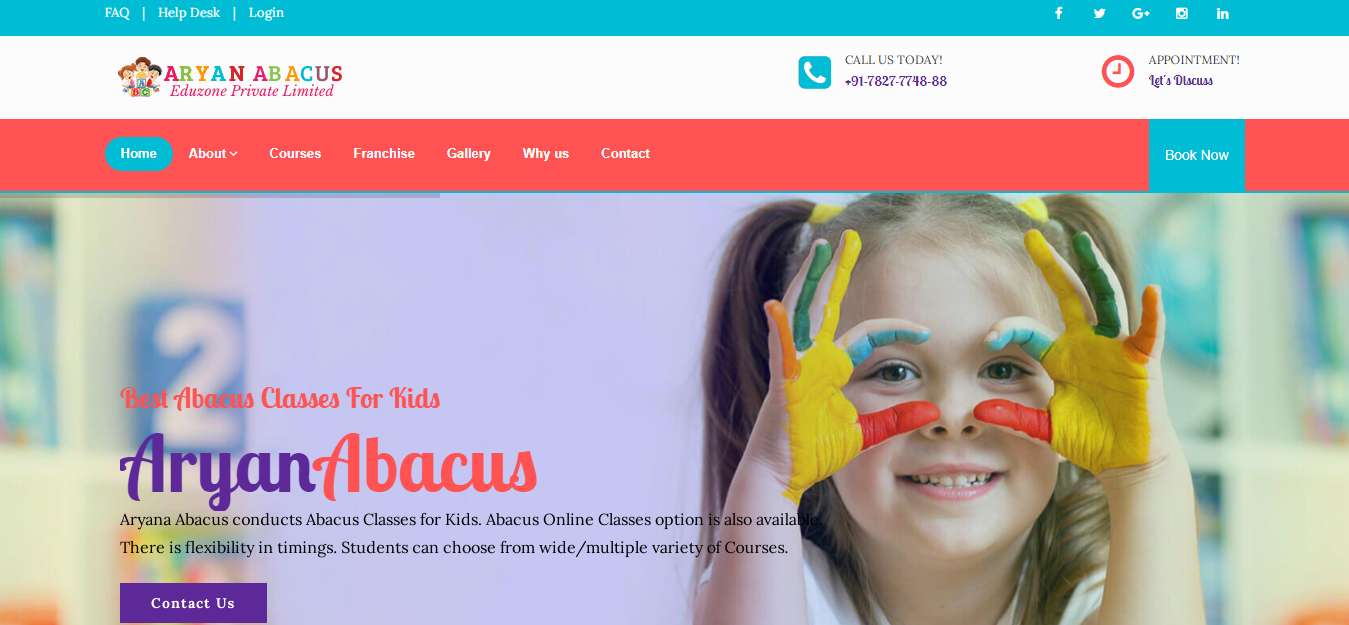 FAQ | Help Desk | Login
ARYAN ABACUS
Eduzone Private Limited
CALL US TODAY!
+91-7827-7748-88
APPOINTMENT!
Let's Discuss
Home About Courses Franchise Gallery Why us Contact Book Now
2
Best Abacus Classes For Kids
AryanAbacus
Aryana Abacus conducts Abacus Classes for Kids. Abacus Online Classes option is also available.
There is flexibility in timings. Students can choose from wide/multiple variety of Courses.
Contact Us